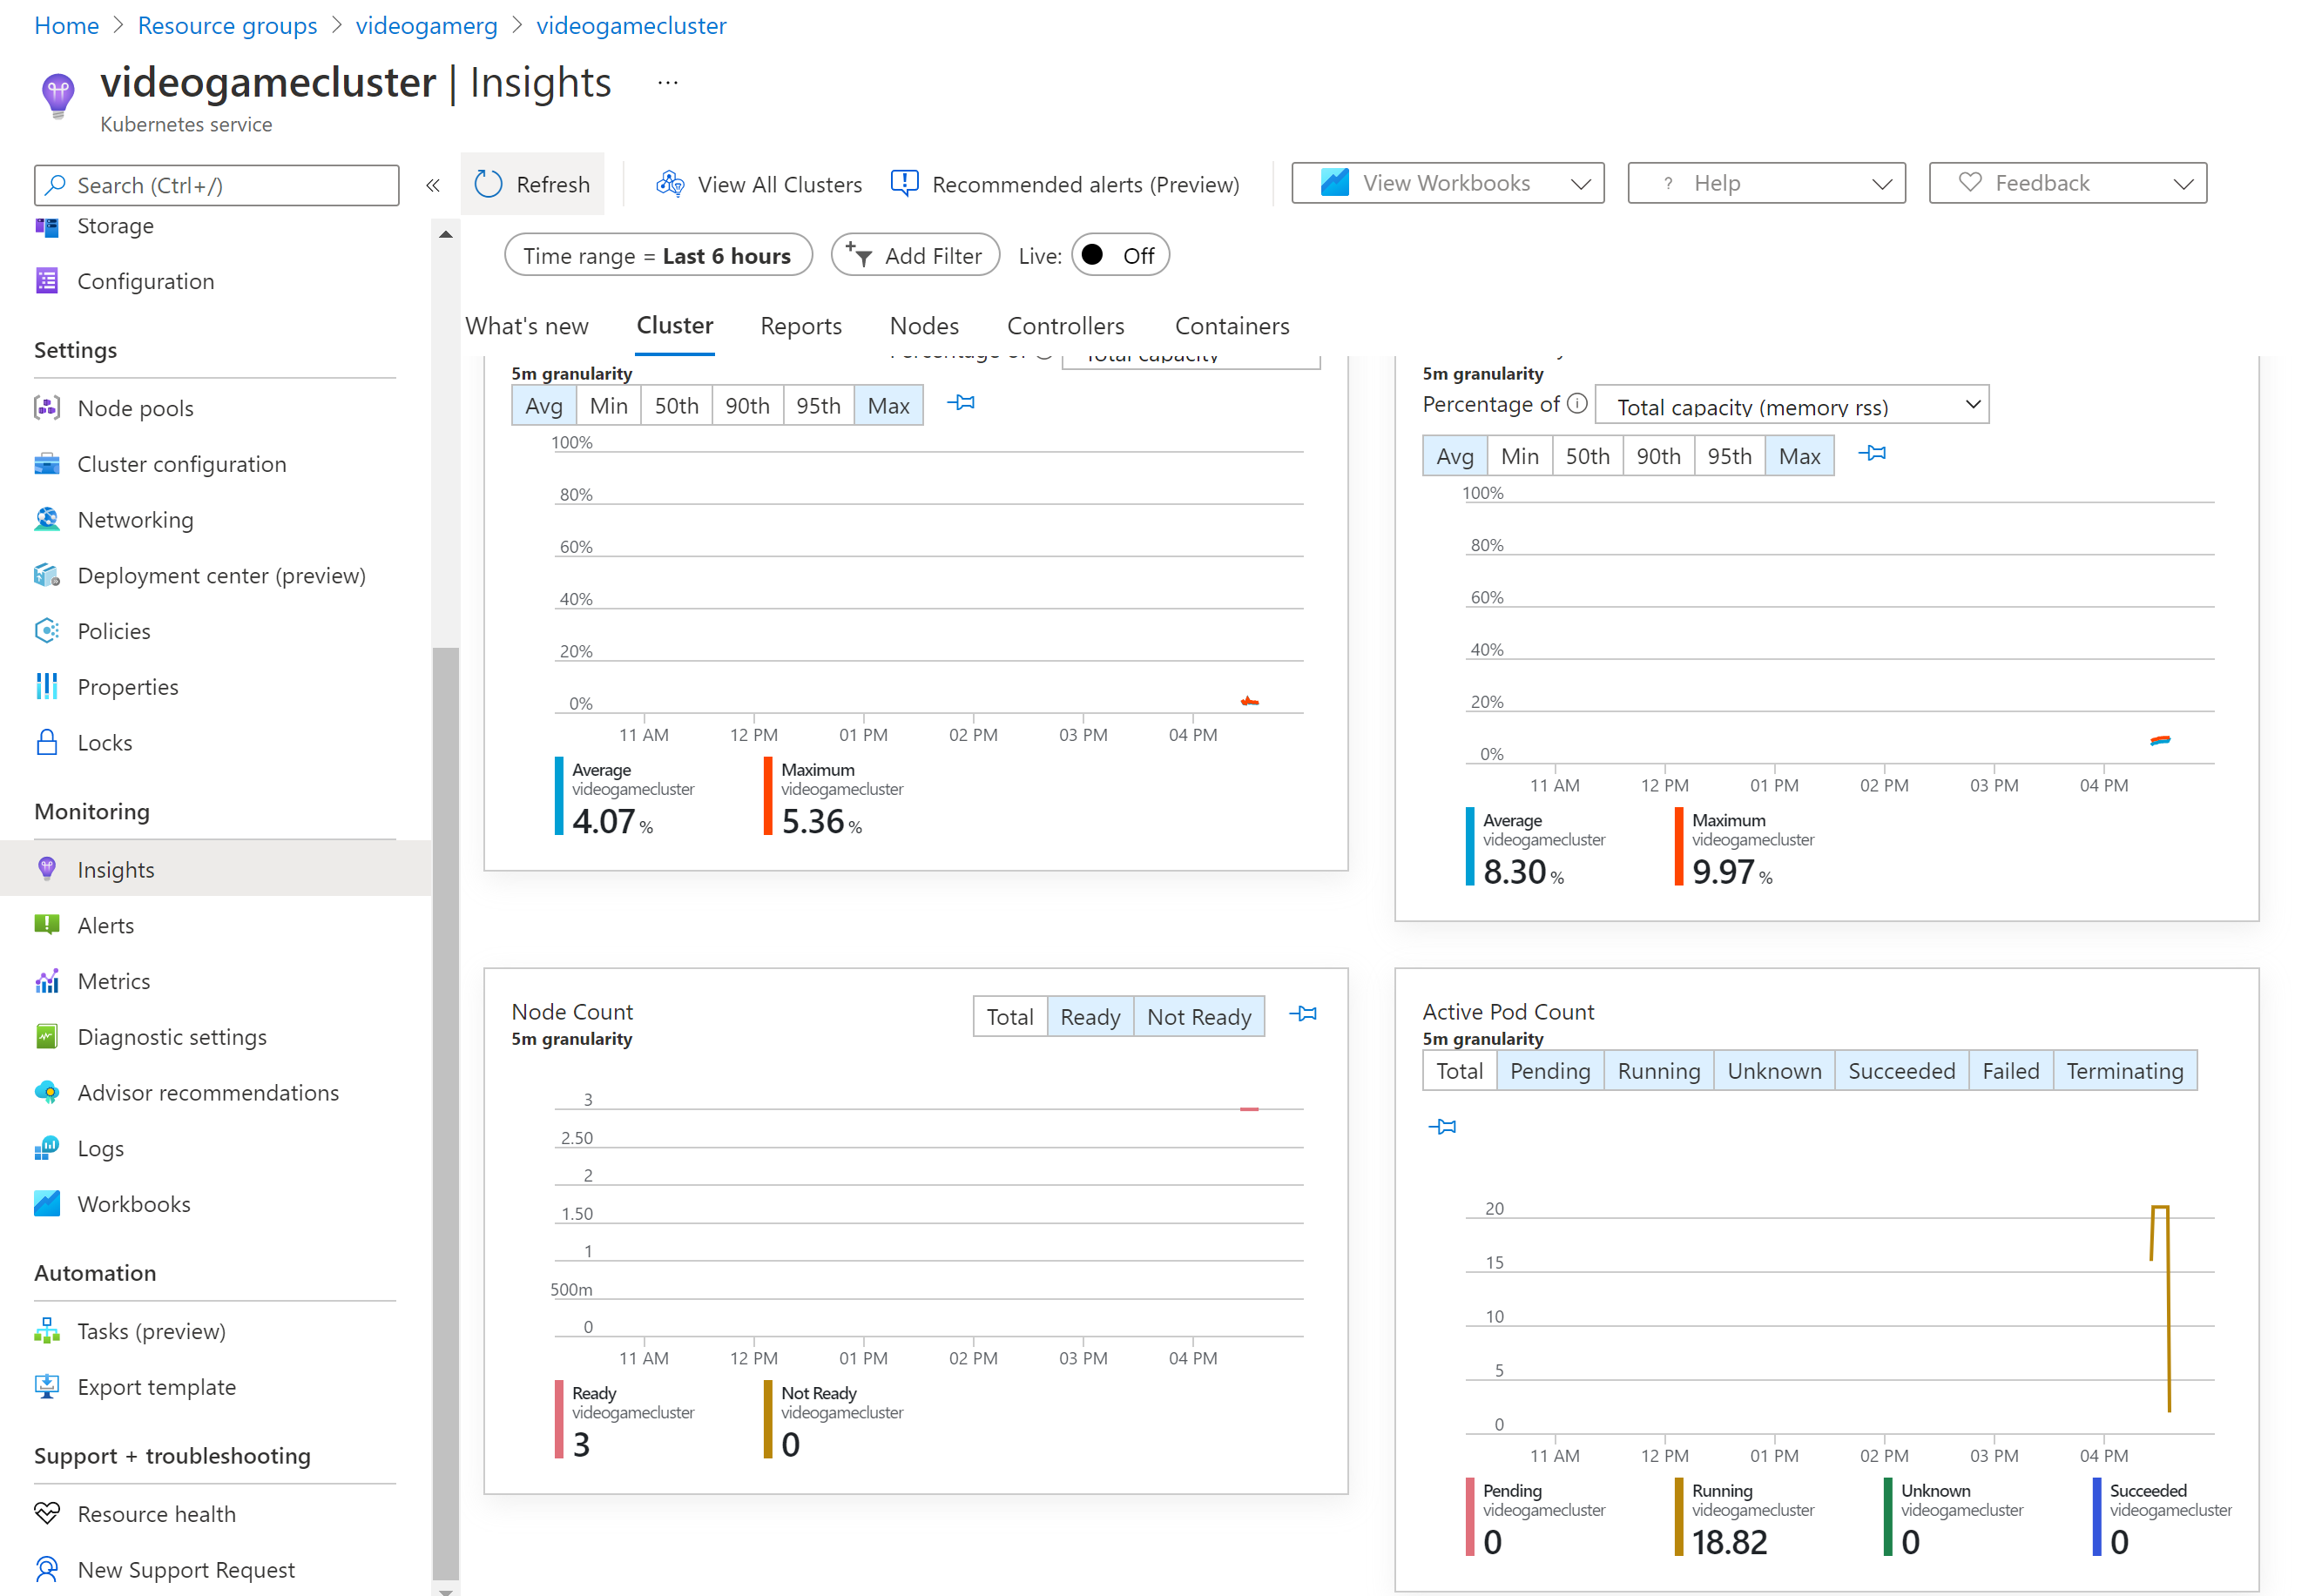 Home > Resource groups > videogamerg > videogamecluster
videogamecluster | Insights ...
Kubernetes service
Search (Ctrl+/)
«
Refresh
View All Clusters
Recommended alerts (Preview)
View Workbooks
? Help
Feedback
Time range = Last 6 hours
Add Filter
Live: Off
What's new
Cluster
Reports
Nodes
Controllers
Containers
Storage
Configuration
Settings
Node pools
Cluster configuration
Networking
Deployment center (preview)
Policies
Properties
Locks
Monitoring
Insights
Alerts
Metrics
Diagnostic settings
Advisor recommendations
Logs
Workbooks
Automation
Tasks (preview)
Export template
Support + troubleshooting
Resource health
New Support Request
Percentage of Total capacity
5m granularity
Avg Min 50th 90th 95th Max
100%
80%
60%
40%
20%
0%
11 AM 12 PM 01 PM 02 PM 03 PM 04 PM
Average
videogamecluster
4.07 %
Maximum
videogamecluster
5.36 %
5m granularity
Percentage of Total capacity (memory rss)
Avg Min 50th 90th 95th Max
100%
80%
60%
40%
20%
0%
11 AM 12 PM 01 PM 02 PM 03 PM 04 PM
Average
videogamecluster
8.30 %
Maximum
videogamecluster
9.97 %
Node Count
5m granularity
Total Ready Not Ready
3
2.50
2
1.50
1
500m
0
11 AM 12 PM 01 PM 02 PM 03 PM 04 PM
Ready
videogamecluster
3
Not Ready
videogamecluster
0
Active Pod Count
5m granularity
Total Pending Running Unknown Succeeded Failed Terminating
20
15
10
5
0
11 AM 12 PM 01 PM 02 PM 03 PM 04 PM
Pending
videogamecluster
0
Running
videogamecluster
18.82
Unknown
videogamecluster
0
Succeeded
videogamecluster
0